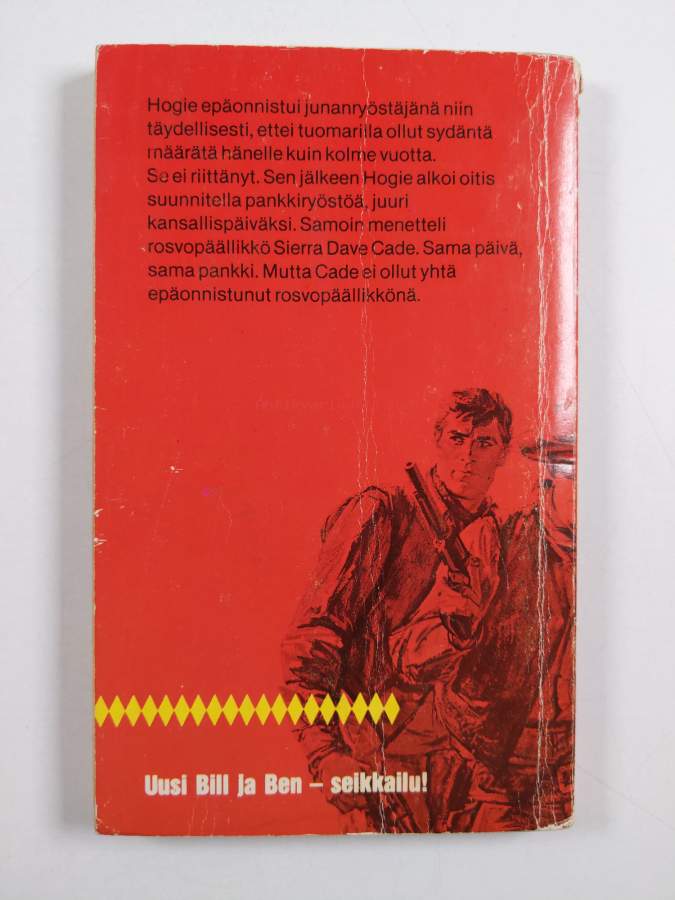 Hogie epäonnistui junanryöstäjänä niin
täydellisesti, ettei tuomarilla ollut sydäntä
määrätä hänelle kuin kolme vuotta.
Se ei riittänyt. Sen jälkeen Hogie alkoi oitis
suunnitella pankkiryöstöä, juuri
kansallispäiväksi. Samoin menetteli
rosvopäällikkö Sierra Dave Cade. Sama päivä,
sama pankki. Mutta Cade ei ollut yhtä
epäonnistunut rosvopäällikkönä.
Uusi Bill ja Ben – seikkailu!